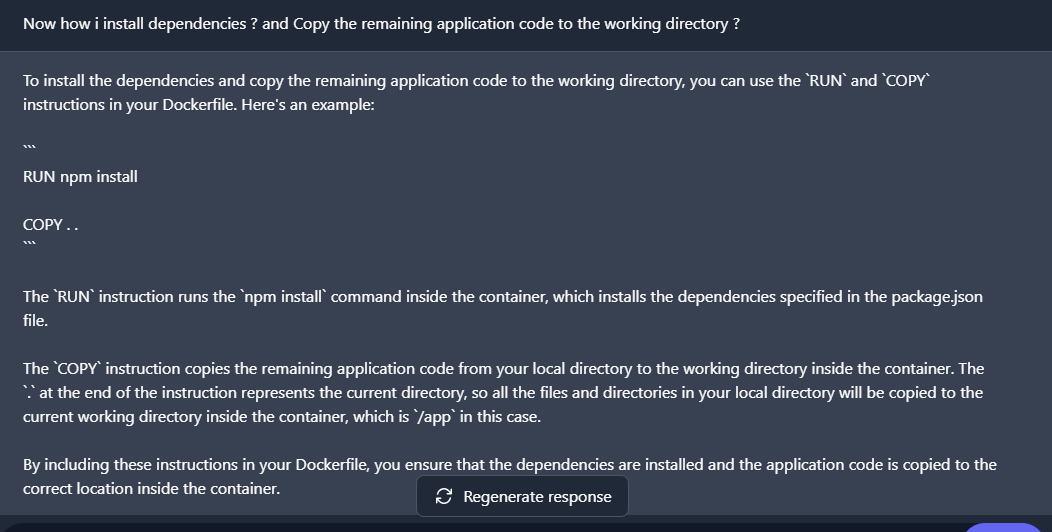 Now how i install dependencies ? and Copy the remaining application code to the working directory ?
To install the dependencies and copy the remaining application code to the working directory, you can use the `RUN` and `COPY`
instructions in your Dockerfile. Here's an example:
```
RUN npm install
COPY . .
```
The `RUN` instruction runs the `npm install` command inside the container, which installs the dependencies specified in the package.json
file.
The `COPY` instruction copies the remaining application code from your local directory to the working directory inside the container. The
`.` at the end of the instruction represents the current directory, so all the files and directories in your local directory will be copied to the
current working directory inside the container, which is `/app` in this case.
By including these instructions in your Dockerfile, you ensure that the dependencies are installed and the application code is copied to the
correct location inside the container.
Regenerate response